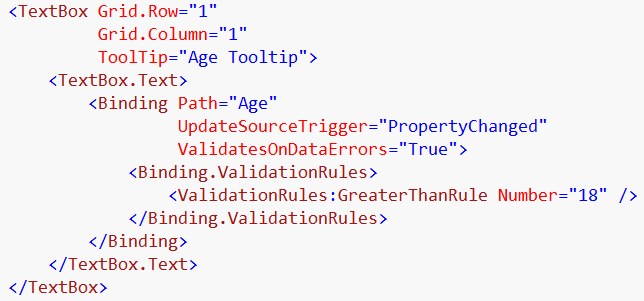 <TextBox Grid.Row="1"
         Grid.Column="1"
         ToolTip="Age Tooltip">
    <TextBox.Text>
        <Binding Path="Age"
                 UpdateSourceTrigger="PropertyChanged"
                 ValidatesOnDataErrors="True">
            <Binding.ValidationRules>
                <ValidationRules:GreaterThanRule Number="18" />
            </Binding.ValidationRules>
        </Binding>
    </TextBox.Text>
</TextBox>